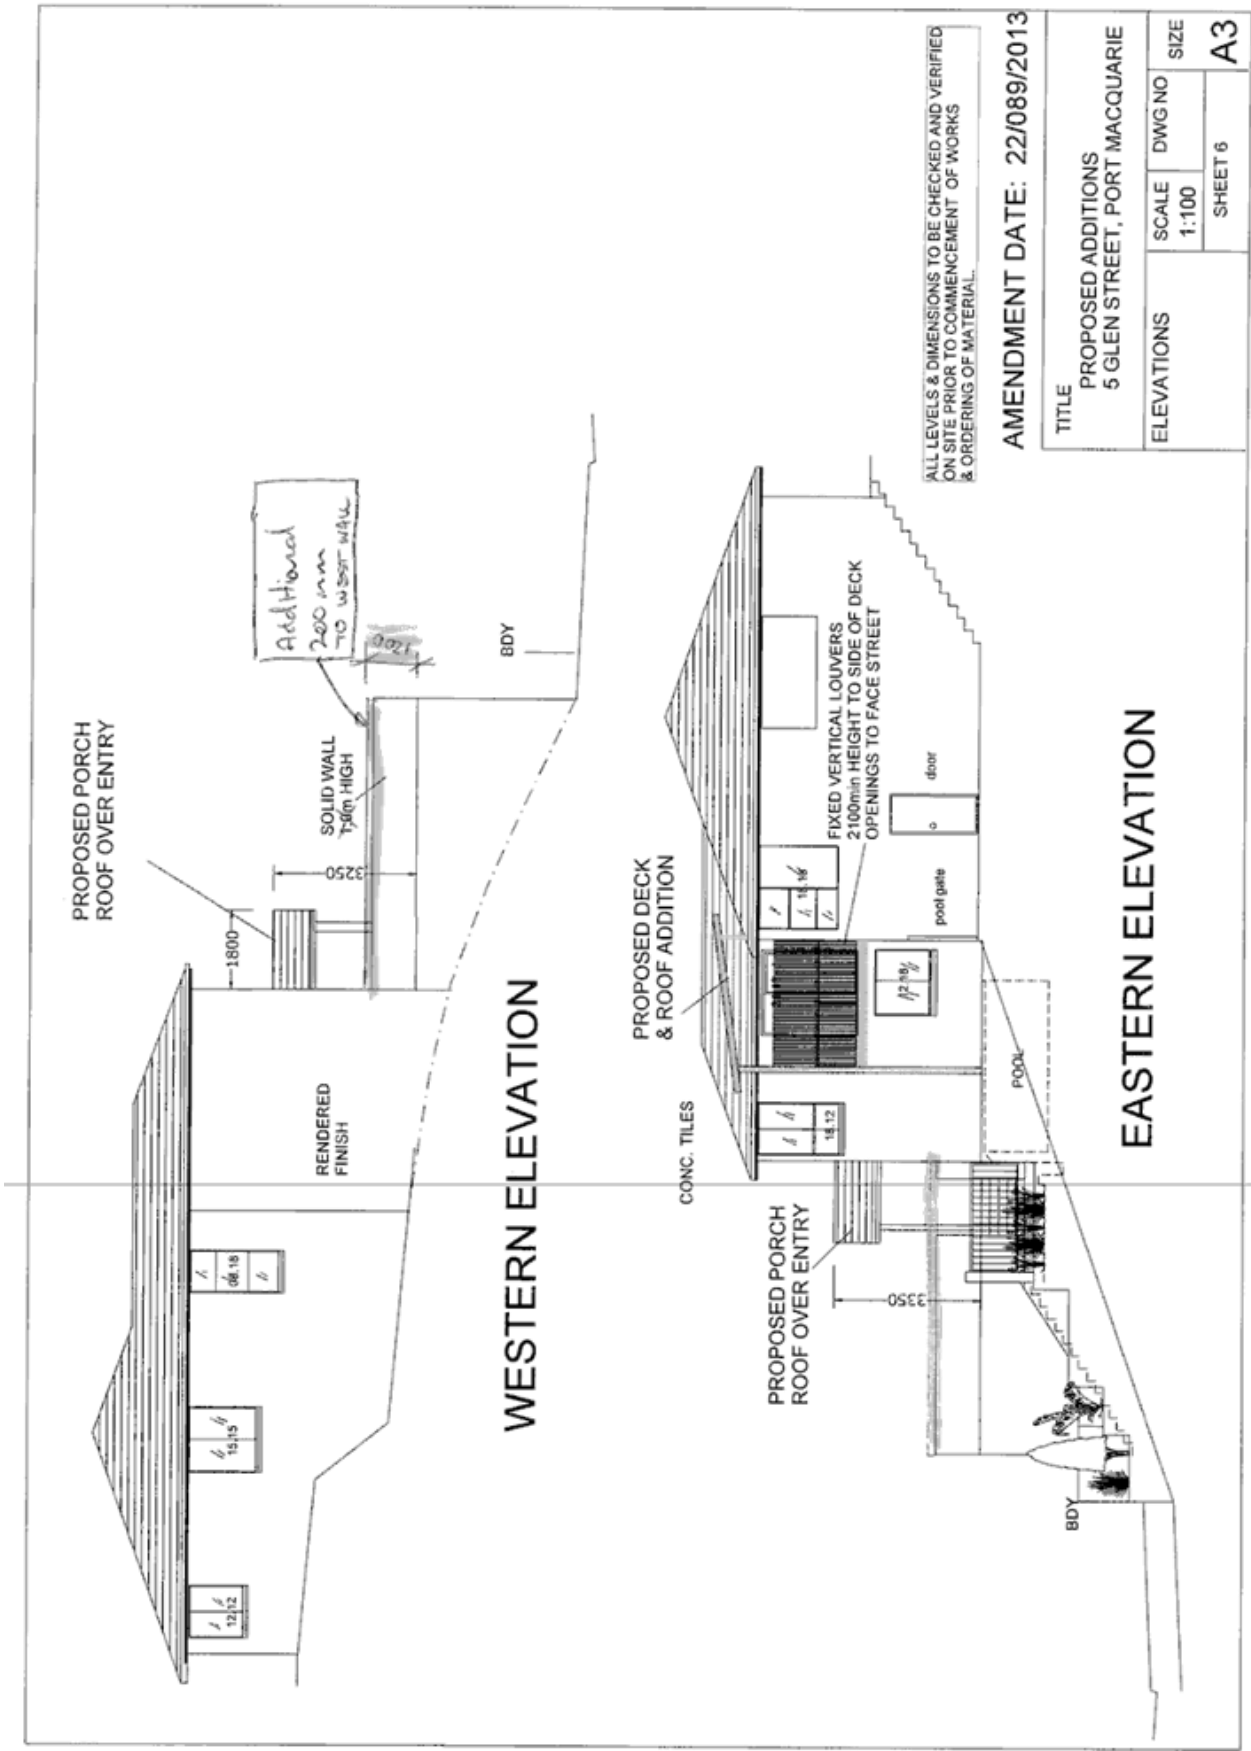 PROPOSED PORCH
ROOF OVER ENTRY
1800
3250
SOLID WALL
HIGH
Additional
200 mm
TO WEST WALL
1200
BDY
12.12
15.15
08.18
RENDERED
FINISH
WESTERN ELEVATION
PROPOSED DECK
& ROOF ADDITION
CONC. TILES
PROPOSED PORCH
ROOF OVER ENTRY
3350
18.12
18.18
FIXED VERTICAL LOUVERS
2100min HEIGHT TO SIDE OF DECK
OPENINGS TO FACE STREET
door
pool gate
POOL
BDY
EASTERN ELEVATION
ALL LEVELS & DIMENSIONS TO BE CHECKED AND VERIFIED
ON SITE PRIOR TO COMMENCEMENT OF WORKS
& ORDERING OF MATERIAL.
AMENDMENT DATE: 22/089/2013
TITLE
PROPOSED ADDITIONS
5 GLEN STREET, PORT MACQUARIE
ELEVATIONS
SCALE
1:100
DWG NO
SIZE
A3
SHEET 6